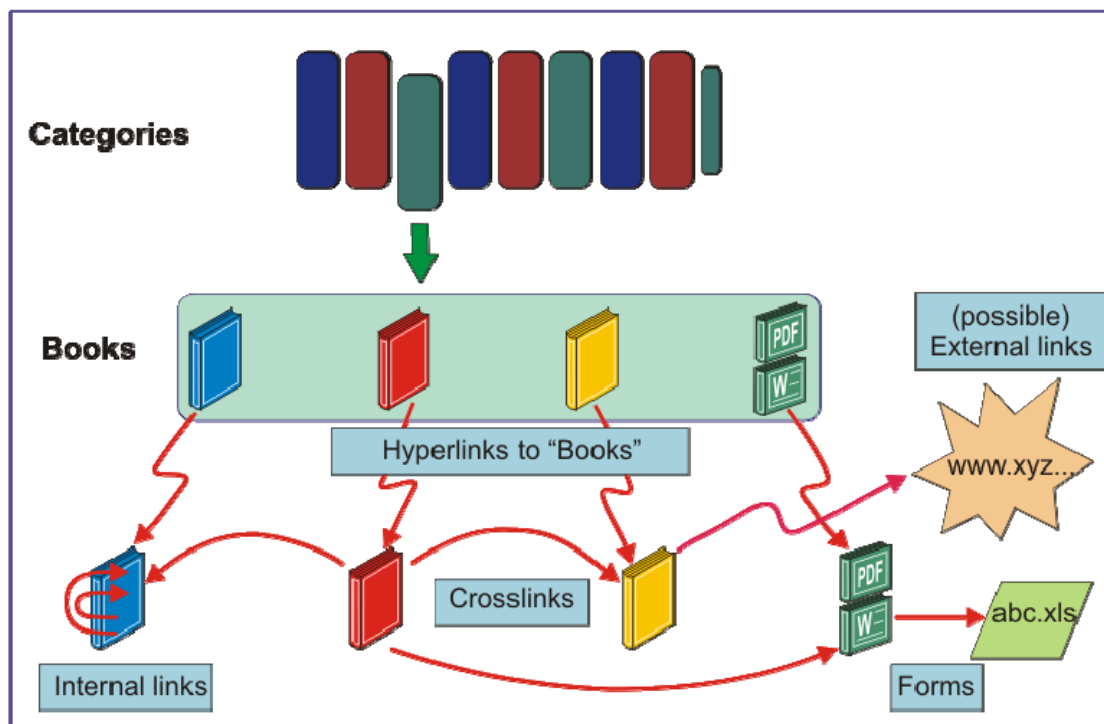 Categories
Books
PDF
W
(possible)
External links
www.xyz...
Hyperlinks to “Books”
Crosslinks
PDF
W
abc.xls
Internal links
Forms